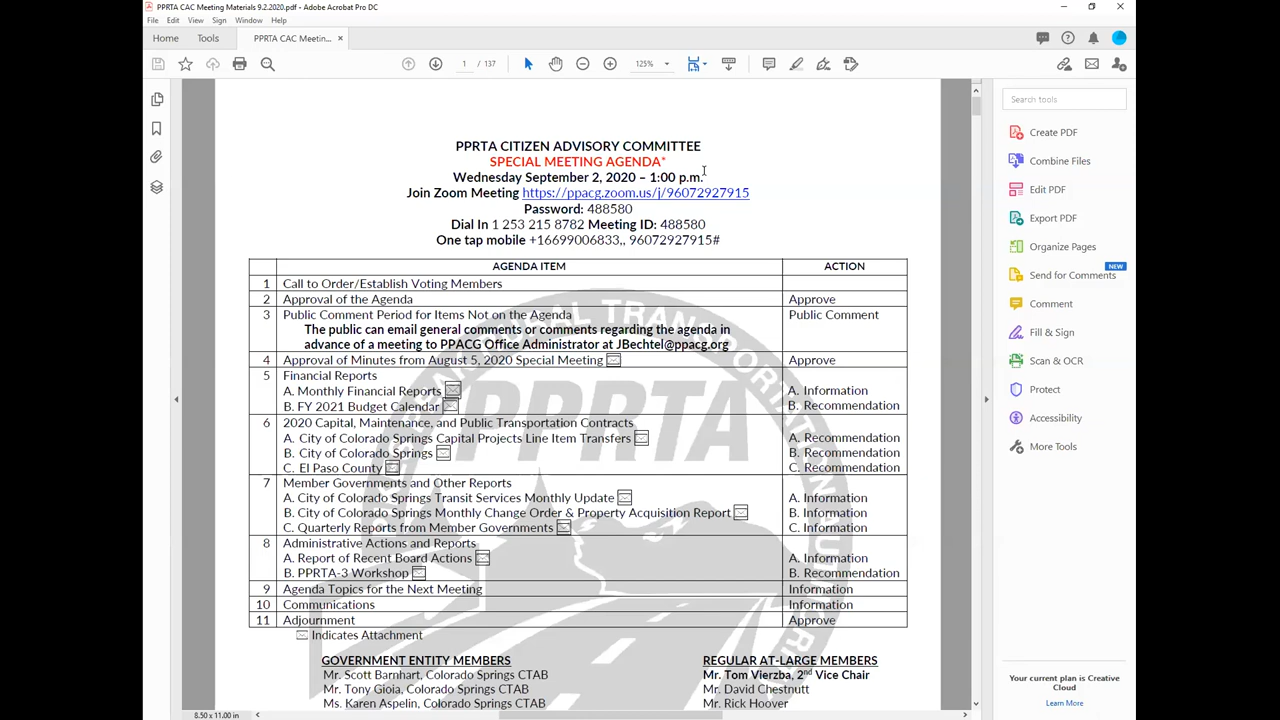 PPRTA CAC Meeting Materials 9.2.2020.pdf - Adobe Acrobat Pro DC
File Edit View Sign Window Help
Home Tools PPRTA CAC Meetin... ×
1 / 137 125%
PPRTA CITIZEN ADVISORY COMMITTEE
SPECIAL MEETING AGENDA*
Wednesday September 2, 2020 – 1:00 p.m.
Join Zoom Meeting https://ppacg.zoom.us/j/96072927915
Password: 488580
Dial In 1 253 215 8782 Meeting ID: 488580
One tap mobile +16699006833,, 96072927915#
AGENDA ITEM ACTION
1 Call to Order/Establish Voting Members
2 Approval of the Agenda Approve
3 Public Comment Period for Items Not on the Agenda Public Comment
The public can email general comments or comments regarding the agenda in
advance of a meeting to PPACG Office Administrator at JBechtel@ppacg.org
4 Approval of Minutes from August 5, 2020 Special Meeting Approve
5 Financial Reports
A. Monthly Financial Reports A. Information
B. FY 2021 Budget Calendar B. Recommendation
6 2020 Capital, Maintenance, and Public Transportation Contracts
A. City of Colorado Springs Capital Projects Line Item Transfers A. Recommendation
B. City of Colorado Springs B. Recommendation
C. El Paso County C. Recommendation
7 Member Governments and Other Reports
A. City of Colorado Springs Transit Services Monthly Update A. Information
B. City of Colorado Springs Monthly Change Order & Property Acquisition Report B. Information
C. Quarterly Reports from Member Governments C. Information
8 Administrative Actions and Reports
A. Report of Recent Board Actions A. Information
B. PPRTA-3 Workshop B. Recommendation
9 Agenda Topics for the Next Meeting Information
10 Communications Information
11 Adjournment Approve
Indicates Attachment
GOVERNMENT ENTITY MEMBERS REGULAR AT-LARGE MEMBERS
Mr. Scott Barnhart, Colorado Springs CTAB Mr. Tom Vierzba, 2nd Vice Chair
Mr. Tony Gioia, Colorado Springs CTAB Mr. David Chestnutt
Ms. Karen Aspelin, Colorado Springs CTAB Mr. Rick Hoover
PPRTA
8.50 x 11.00 in
Search tools
Create PDF
Combine Files
Edit PDF
Export PDF
Organize Pages
Send for Comments NEW
Comment
Fill & Sign
Scan & OCR
Protect
Accessibility
More Tools
Your current plan is Creative
Cloud
Learn More